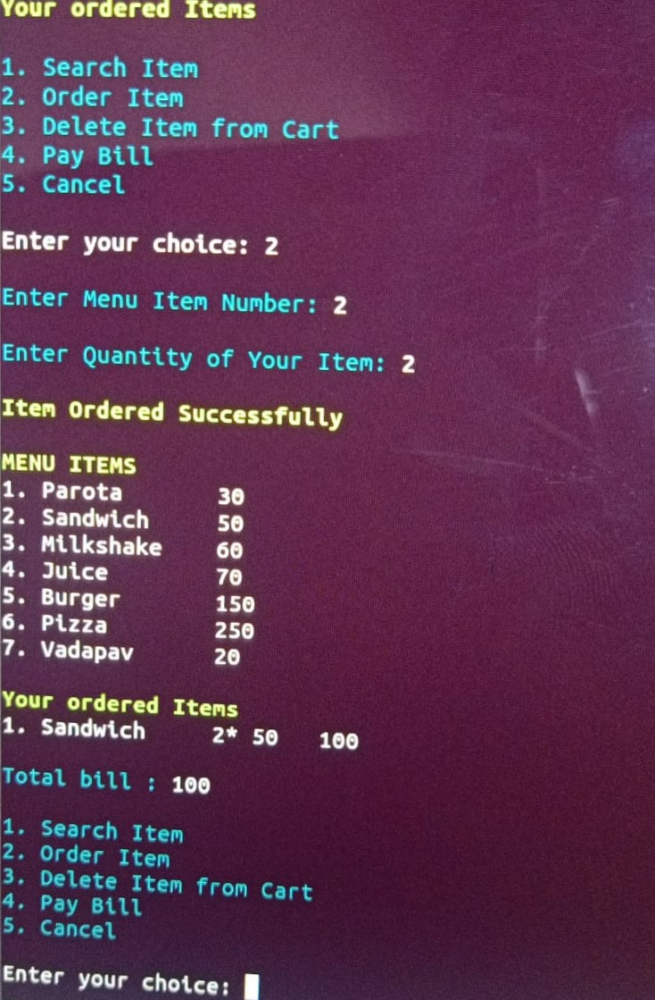 Your ordered Items
1. Search Item
2. Order Item
3. Delete Item from Cart
4. Pay Bill
5. Cancel
Enter your choice: 2
Enter Menu Item Number: 2
Enter Quantity of Your Item: 2
Item Ordered Successfully
MENU ITEMS
1. Parota 30
2. Sandwich 50
3. Milkshake 60
4. Juice 70
5. Burger 150
6. Pizza 250
7. Vadapav 20
Your ordered Items
1. Sandwich 2* 50 100
Total bill : 100
1. Search Item
2. Order Item
3. Delete Item from Cart
4. Pay Bill
5. Cancel
Enter your choice: